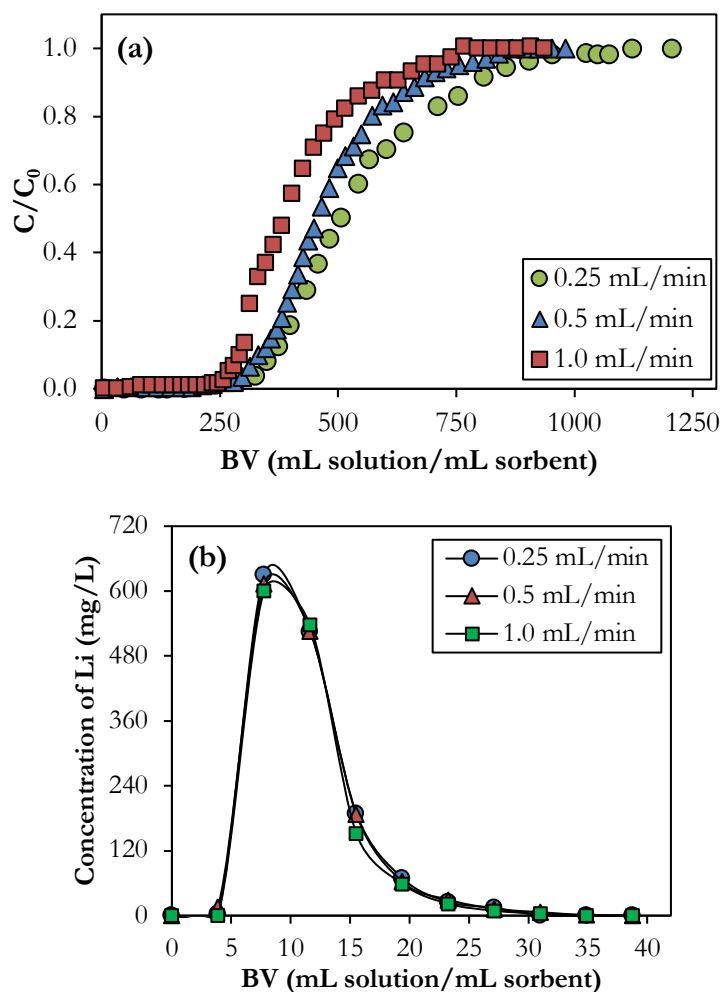 (a)
C/C0
1.0
0.8
0.6
0.4
0.2
0.0
0.25 mL/min
0.5 mL/min
1.0 mL/min
0 250 500 750 1000 1250
BV (mL solution/mL sorbent)
(b)
Concentration of Li (mg/L)
720
600
480
360
240
120
0
0.25 mL/min
0.5 mL/min
1.0 mL/min
0 5 10 15 20 25 30 35 40
BV (mL solution/mL sorbent)